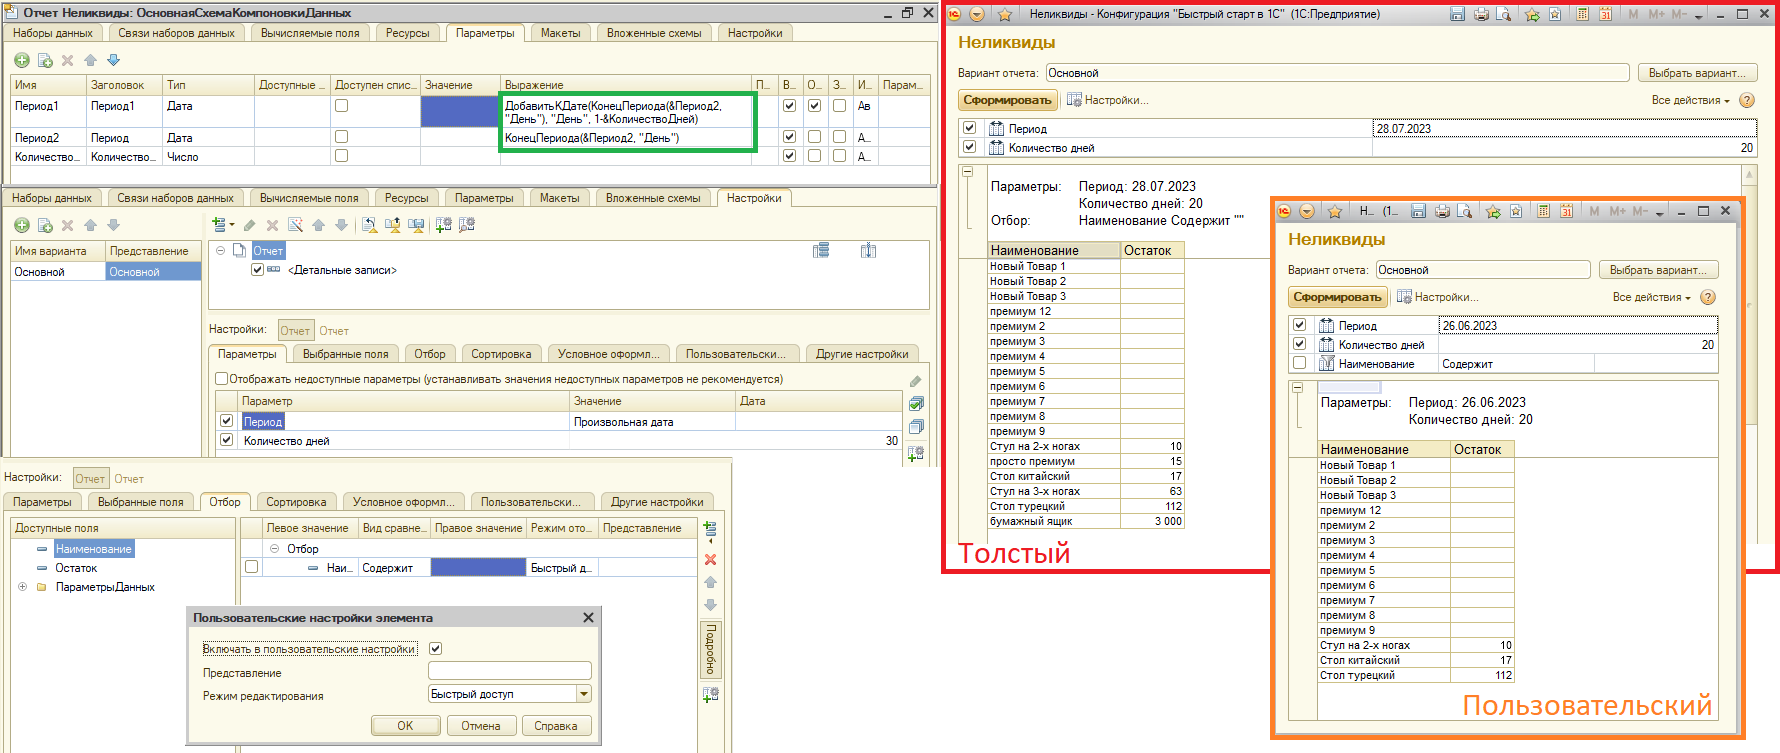 Отчет Неликвиды: ОсновнаяСхемаКомпоновкиДанных
Наборы данных Связи наборов данных Вычисляемые поля Ресурсы Параметры Макеты Вложенные схемы Настройки
Имя Заголовок Тип Доступные ... Доступен спис... Значение Выражение П... В... О... З... И... Парам...
Период1 Период1 Дата ДобавитьКДате(КонецПериода(&Период2, Ав
"День"), "День", 1-&КоличествоДней)
Период2 Период Дата КонецПериода(&Период2, "День") А...
Количество... Количество... Число А...
Наборы данных Связи наборов данных Вычисляемые поля Ресурсы Параметры Макеты Вложенные схемы Настройки
Имя варианта Представление
Основной Основной
Отчет
<Детальные записи>
Настройки: Отчет Отчет
Параметры Выбранные поля Отбор Сортировка Условное оформл... Пользовательски... Другие настройки
Отображать недоступные параметры (устанавливать значения недоступных параметров не рекомендуется)
Параметр Значение Дата
Период Произвольная дата
Количество дней 30
Настройки: Отчет Отчет
Параметры Выбранные поля Отбор Сортировка Условное оформл... Пользовательски... Другие настройки
Доступные поля
Наименование
Остаток
ПараметрыДанных
Левое значение Вид сравне... Правое значение Режим ото... Представление
Отбор
Наи... Содержит Быстрый д...
Подробно
Пользовательские настройки элемента
Включать в пользовательские настройки
Представление
Режим редактирования Быстрый доступ
ОК Отмена Справка
Неликвиды - Конфигурация "Быстрый старт в 1С" (1С:Предприятие) M M+ M-
Неликвиды
Вариант отчета: Основной Выбрать вариант...
Сформировать Настройки... Все действия ?
Период 28.07.2023
Количество дней 20
Параметры: Период: 28.07.2023
Количество дней: 20
Отбор: Наименование Содержит ""
Наименование Остаток
Новый Товар 1
Новый Товар 2
Новый Товар 3
премиум 12
премиум 2
премиум 3
премиум 4
премиум 5
премиум 6
премиум 7
премиум 8
премиум 9
Стул на 2-х ногах 10
просто премиум 15
Стол китайский 17
Стул на 3-х ногах 63
Стол турецкий 112
бумажный ящик 3 000
Толстый
Н... (1... M M+ M-
Неликвиды
Вариант отчета: Основной Выбрать вариант...
Сформировать Настройки... Все действия ?
Период 26.06.2023
Количество дней 20
Наименование Содержит
Параметры: Период: 26.06.2023
Количество дней: 20
Наименование Остаток
Новый Товар 1
Новый Товар 2
Новый Товар 3
премиум 12
премиум 2
премиум 3
премиум 4
премиум 5
премиум 6
премиум 7
премиум 8
премиум 9
Стул на 2-х ногах 10
Стол китайский 17
Стол турецкий 112
Пользовательский